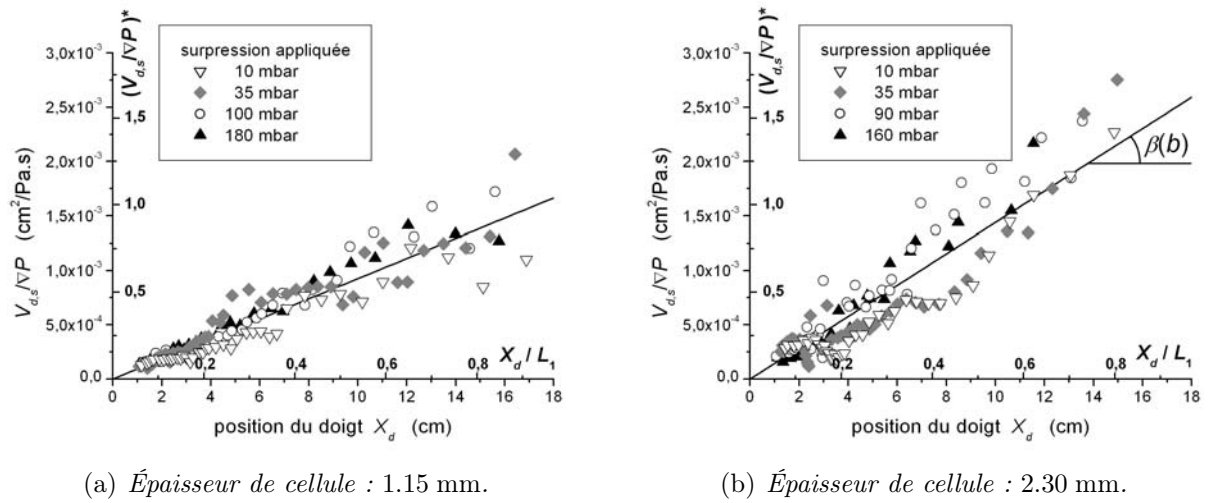 (V_{d,s}/∇P)*
surpression appliquée
▽ 10 mbar
◆ 35 mbar
○ 100 mbar
▲ 180 mbar
3,0x10⁻³
2,5x10⁻³
2,0x10⁻³
1,5x10⁻³
1,0x10⁻³
5,0x10⁻⁴
0,0
1,5
1,0
0,5
V_{d,s}/∇P (cm²/Pa.s)
0,2 0,4 0,6 0,8
X_d / L_1
0 2 4 6 8 10 12 14 16 18
position du doigt X_d (cm)
(a) Épaisseur de cellule : 1.15 mm.
(V_{d,s}/∇P)*
surpression appliquée
▽ 10 mbar
◆ 35 mbar
○ 90 mbar
▲ 160 mbar
3,0x10⁻³
2,5x10⁻³
2,0x10⁻³
1,5x10⁻³
1,0x10⁻³
5,0x10⁻⁴
0,0
1,5
1,0
0,5
β(b)
V_{d,s}/∇P (cm²/Pa.s)
0,2 0,4 0,6 0,8
X_d / L_1
0 2 4 6 8 10 12 14 16 18
position du doigt X_d (cm)
(b) Épaisseur de cellule : 2.30 mm.